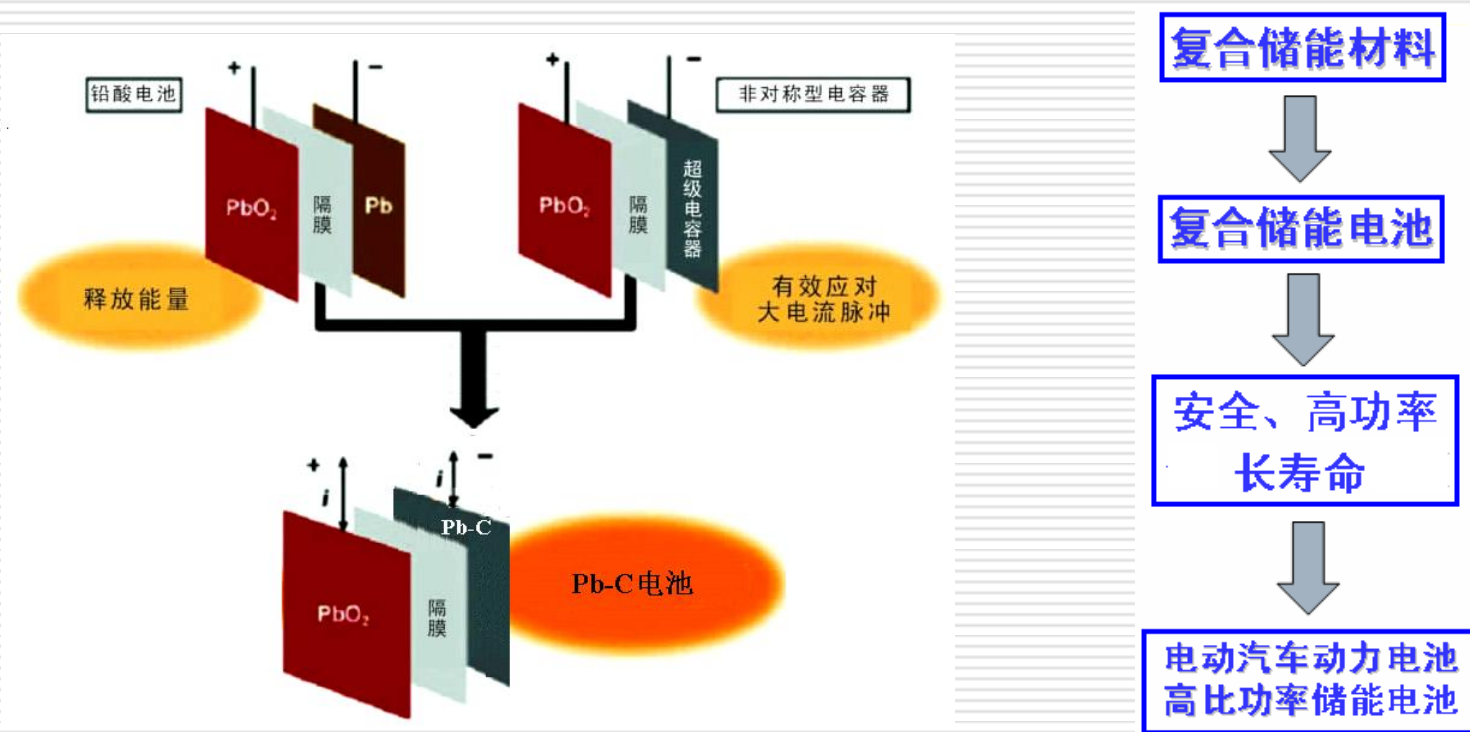 铅酸电池
+
−
PbO₂
隔
膜
Pb
释放能量
+
−
非对称型电容器
PbO₂
隔
膜
超
级
电
容
器
有效应对
大电流脉冲
+
i
i
−
PbO₂
隔
膜
Pb-C
Pb-C电池
复合储能材料
复合储能电池
安全、高功率
长寿命
电动汽车动力电池
高比功率储能电池